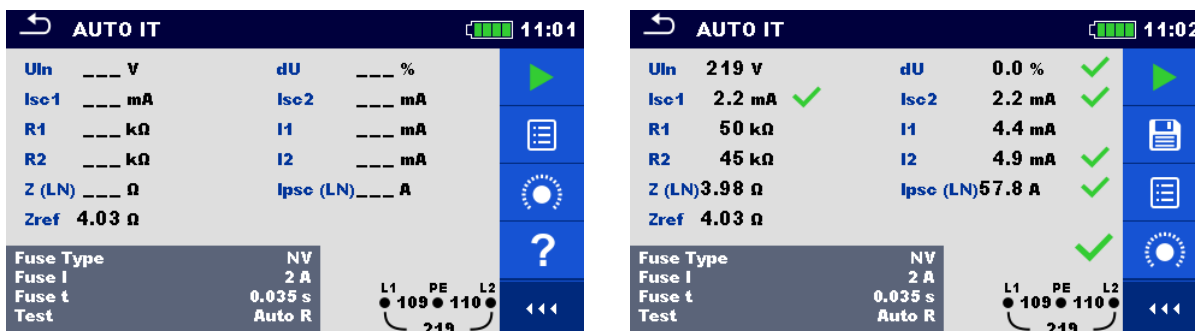 AUTO IT 11:01
Uln ___ V dU ___ %
Isc1 ___ mA Isc2 ___ mA
R1 ___ kΩ I1 ___ mA
R2 ___ kΩ I2 ___ mA
Z (LN) ___ Ω Ipsc (LN) ___ A
Zref 4.03 Ω
?
Fuse Type NV
Fuse I 2 A
Fuse t 0.035 s
Test Auto R
L1 PE L2
109 110
219
AUTO IT 11:02
Uln 219 V dU 0.0 %
Isc1 2.2 mA Isc2 2.2 mA
R1 50 kΩ I1 4.4 mA
R2 45 kΩ I2 4.9 mA
Z (LN) 3.98 Ω Ipsc (LN) 57.8 A
Zref 4.03 Ω
Fuse Type NV
Fuse I 2 A
Fuse t 0.035 s
Test Auto R
L1 PE L2
109 110
219